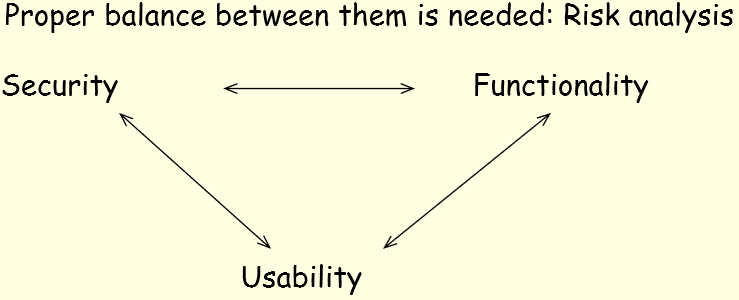 Proper balance between them is needed: Risk analysis
Security
Functionality
Usability